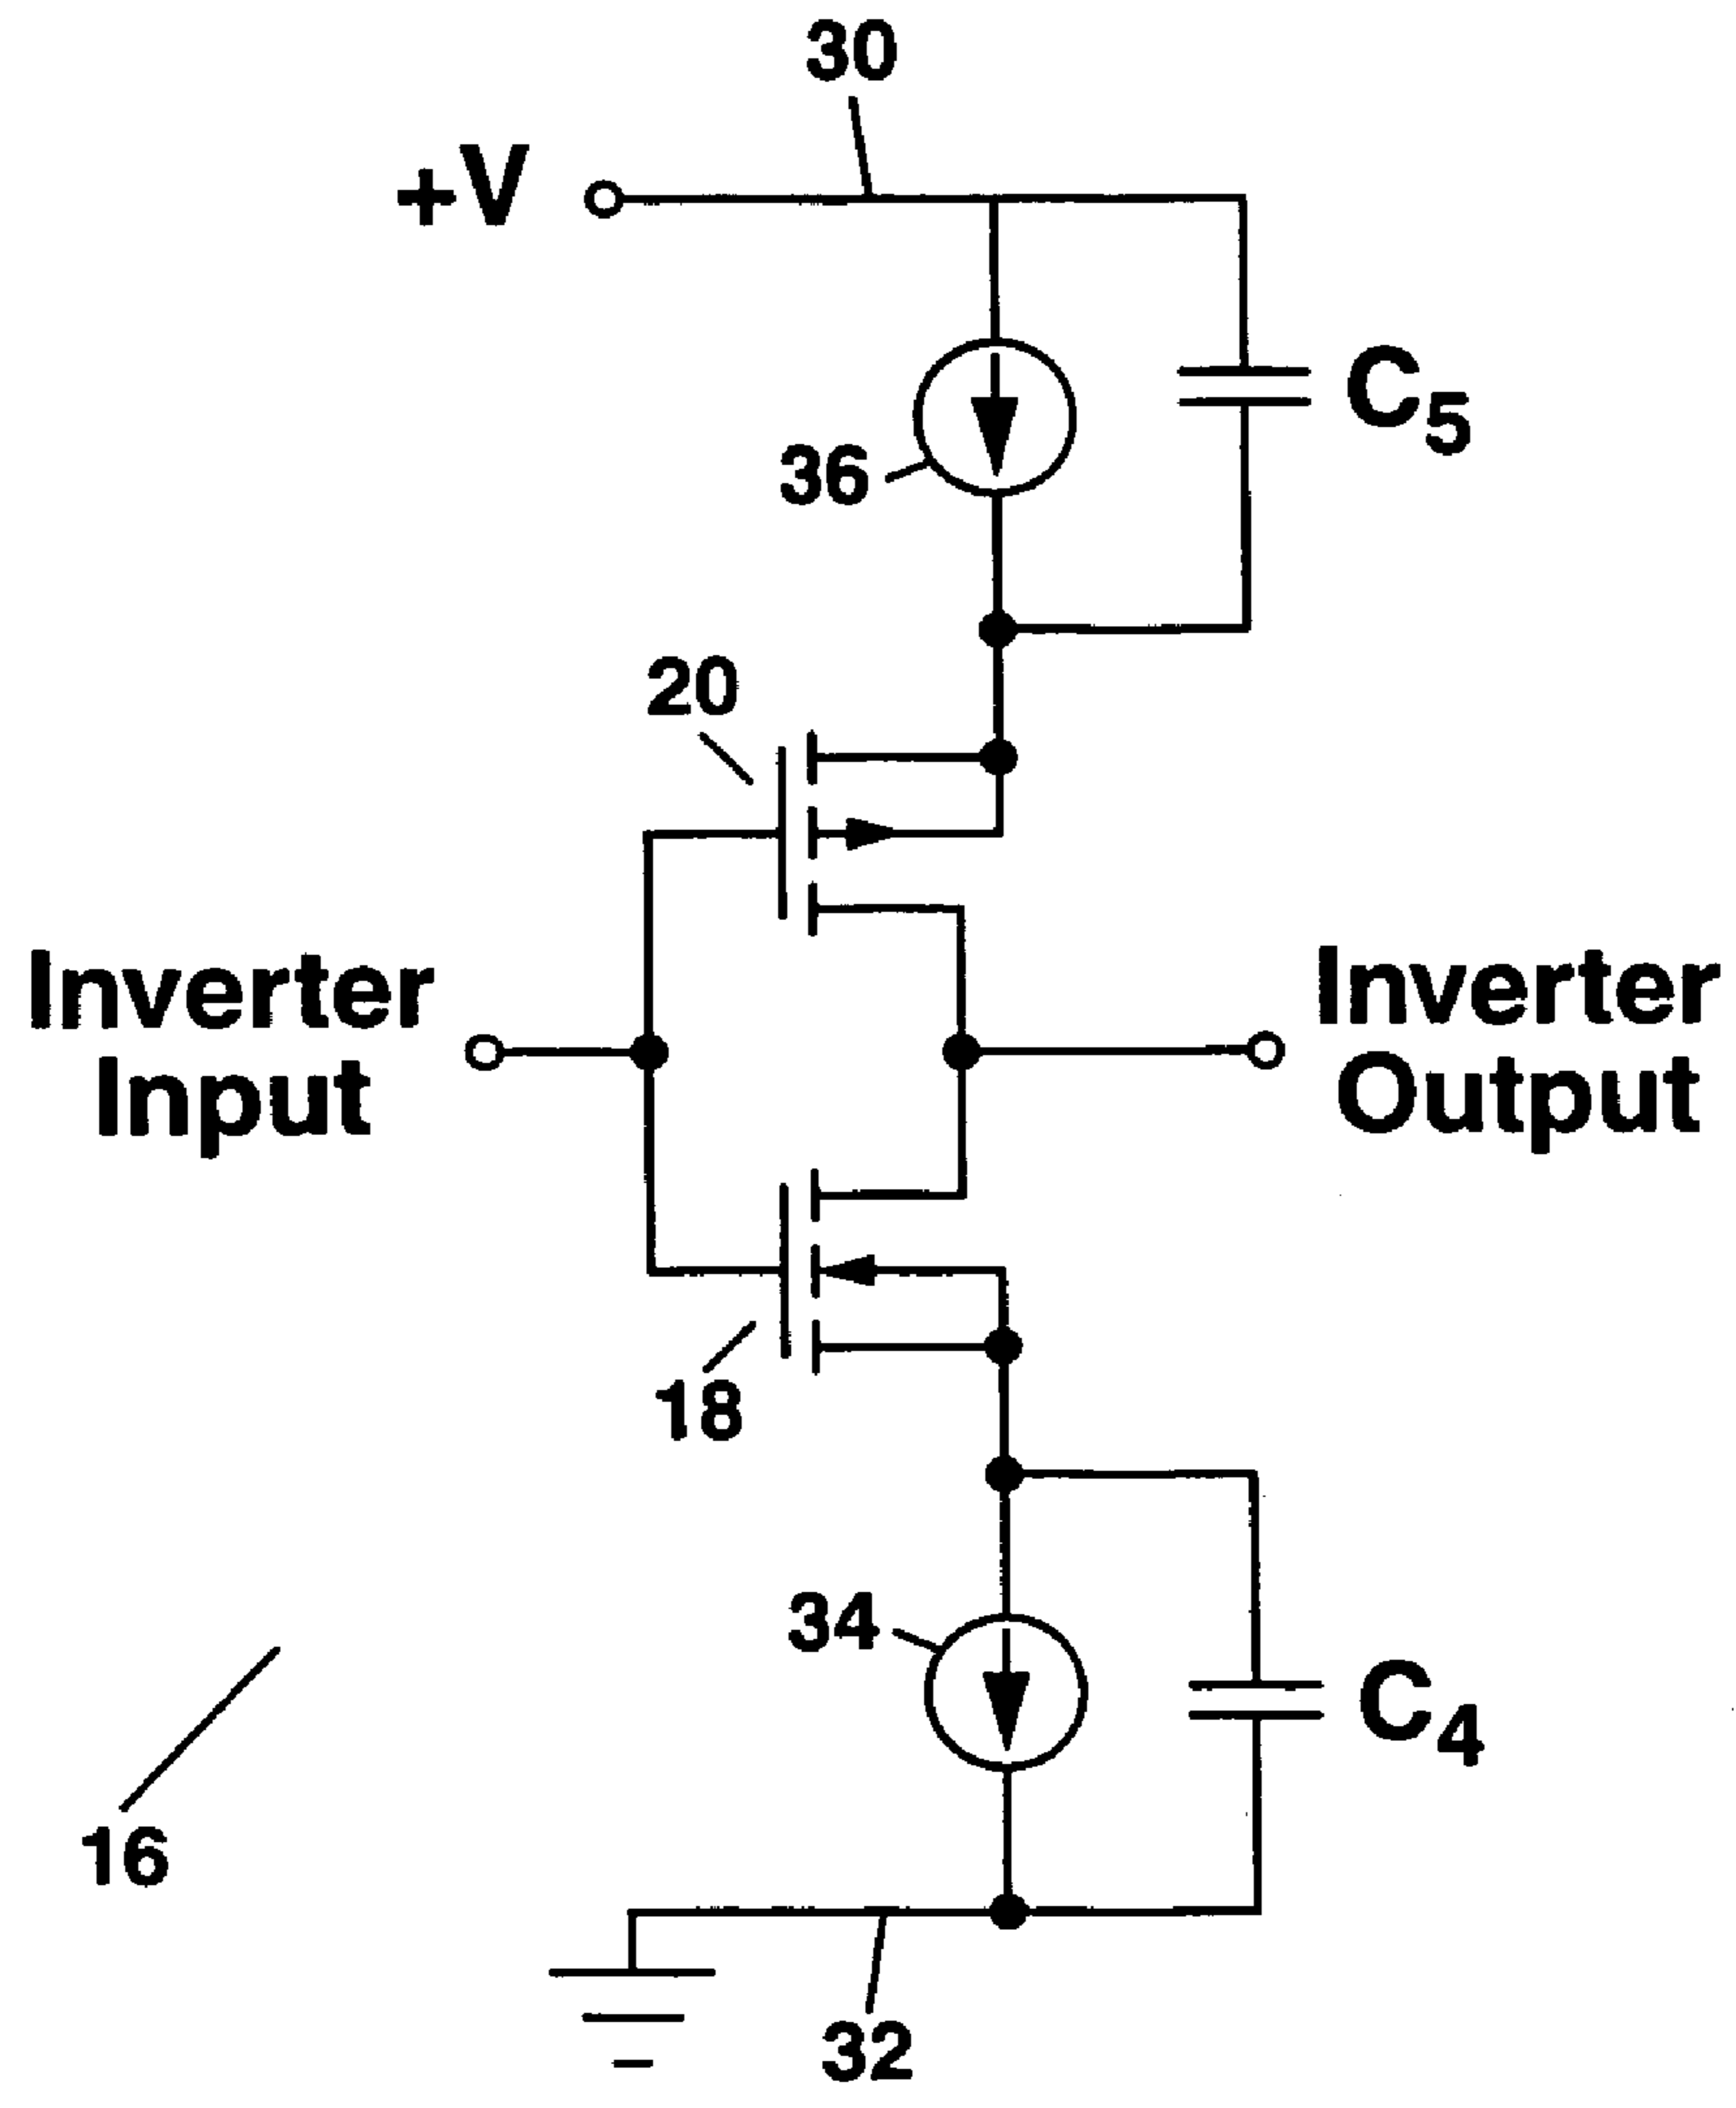 30
+V
C5
36
20
Inverter
Input
Inverter
Output
18
34
C4
16
32